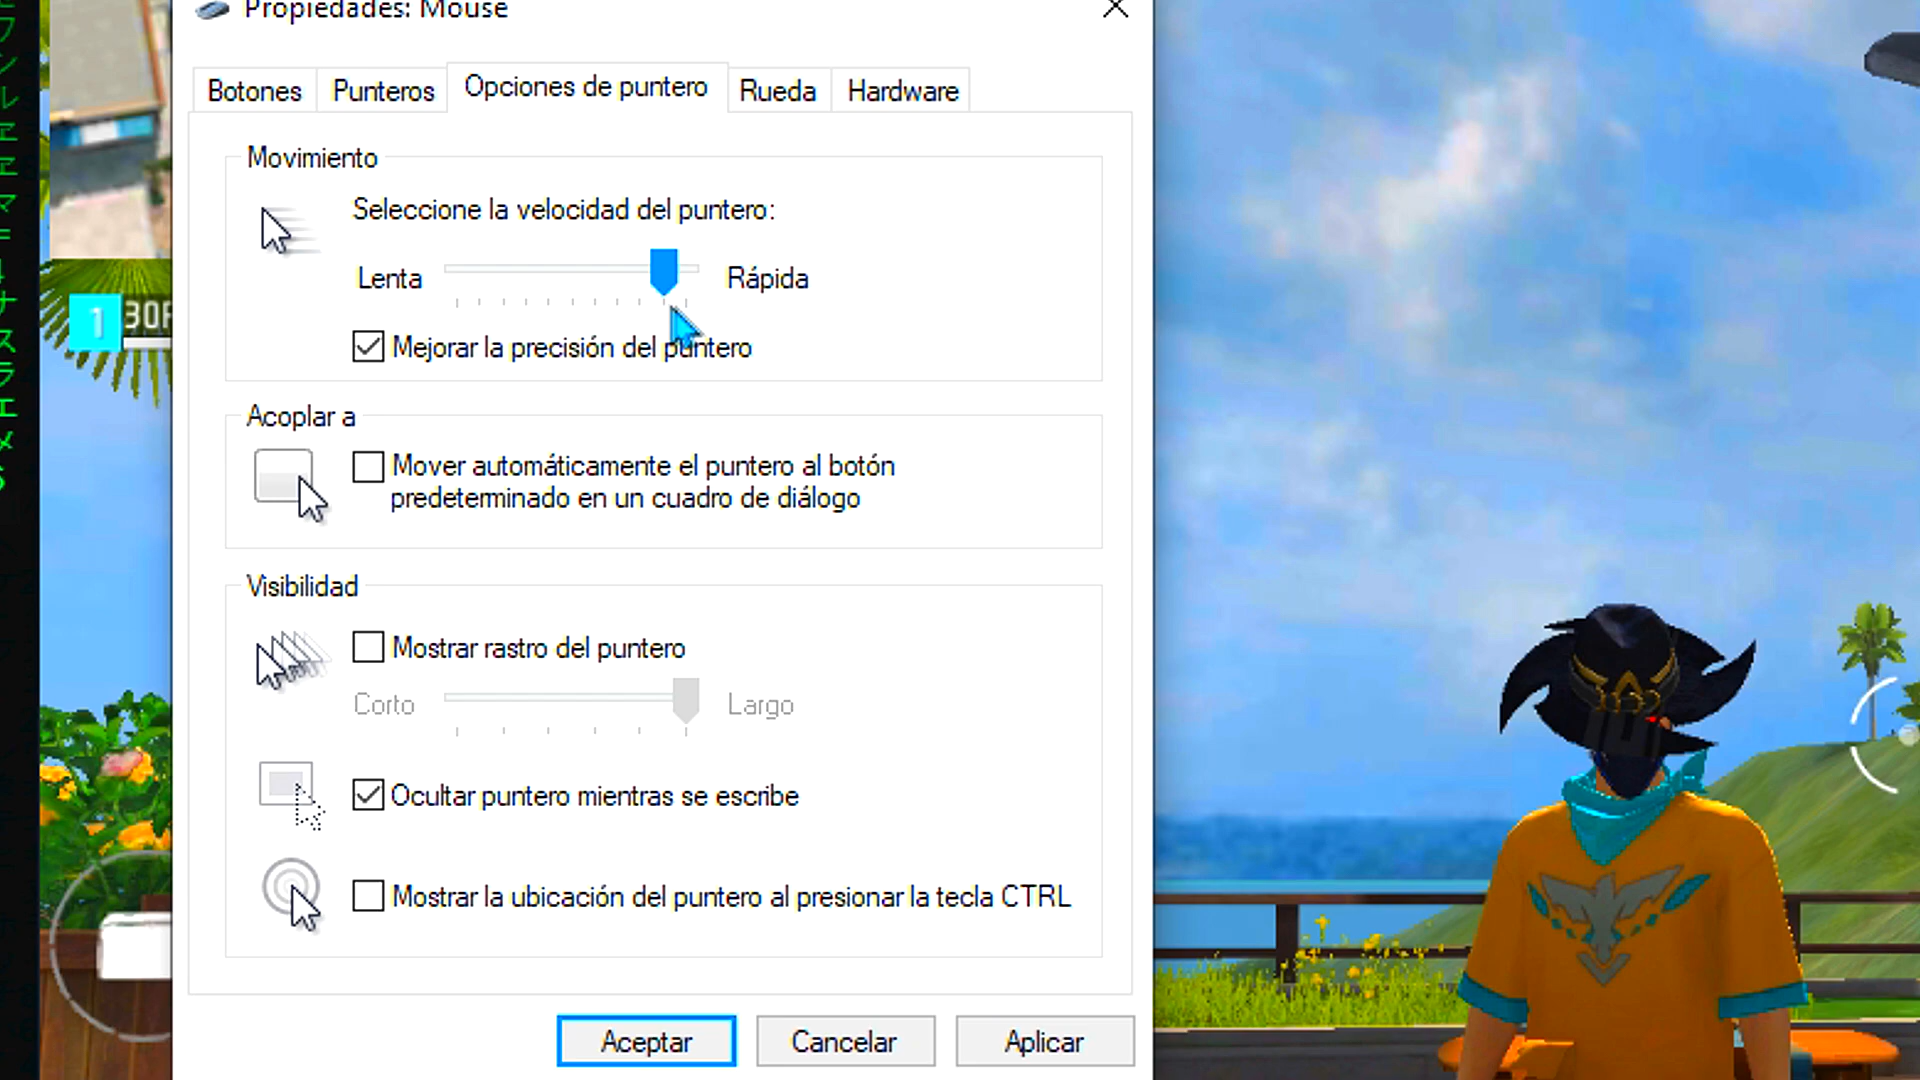 Propiedades: Mouse
Botones
Punteros
Opciones de puntero
Rueda
Hardware
Movimiento
Seleccione la velocidad del puntero:
Lenta
Rápida
Mejorar la precisión del puntero
Acoplar a
Mover automáticamente el puntero al botón
predeterminado en un cuadro de diálogo
Visibilidad
Mostrar rastro del puntero
Corto
Largo
Ocultar puntero mientras se escribe
Mostrar la ubicación del puntero al presionar la tecla CTRL
Aceptar
Cancelar
Aplicar
1